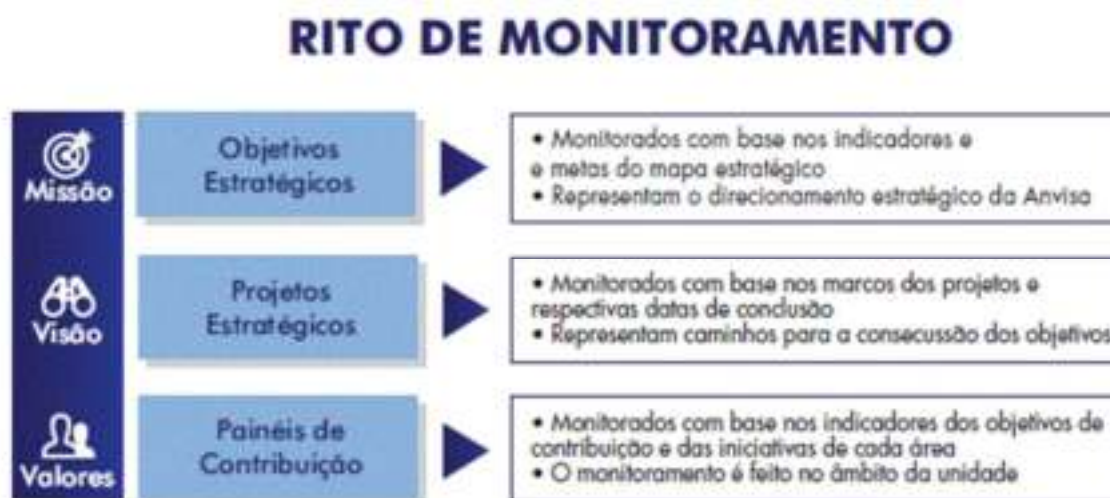 RITO DE MONITORAMENTO
Missão
Objetivos
Estratégicos
• Monitorados com base nos indicadores e
e metas do mapa estratégico
• Representam o direcionamento estratégico da Anvisa
Visão
Projetos
Estratégicos
• Monitorados com base nos marcos dos projetos e
respectivas datas de conclusão
• Representam caminhos para a consecussão dos objetivos
Valores
Painéis de
Contribuição
• Monitorados com base nos indicadores dos objetivos de
contribuição e das iniciativas de cada área
• O monitoramento é feito no âmbito da unidade